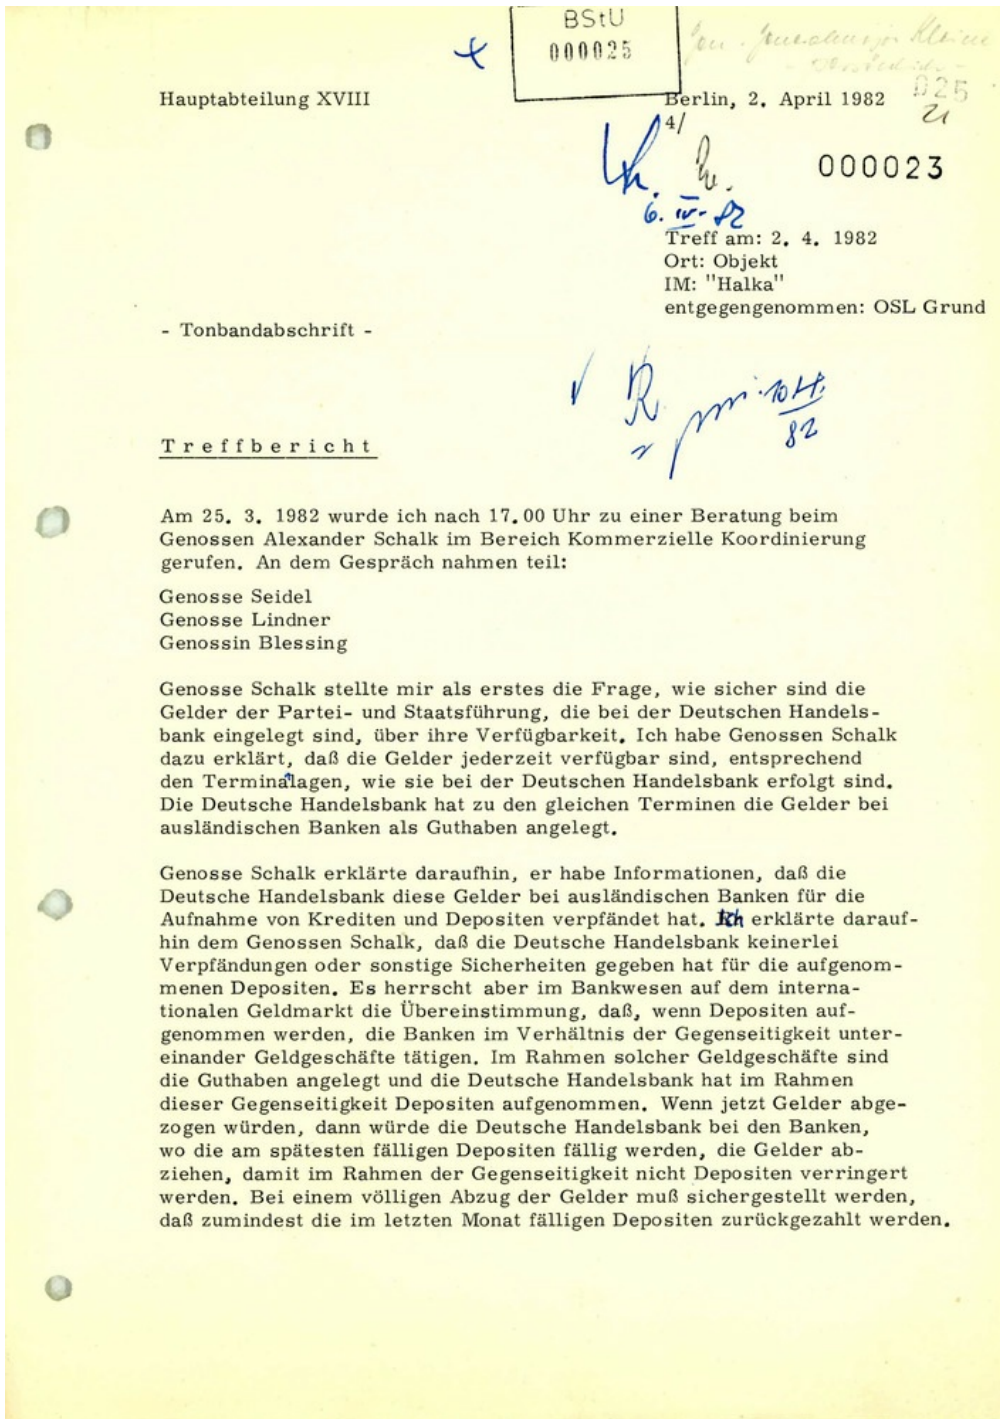 BStU
000025
Gen. Generalmajor Kleine
025
21
Hauptabteilung XVIII
Berlin, 2. April 1982
4/
000023
6. IV. 82
Treff am: 2. 4. 1982
Ort: Objekt
IM: "Halka"
entgegengenommen: OSL Grund
- Tonbandabschrift -
Treffbericht
82
Am 25. 3. 1982 wurde ich nach 17.00 Uhr zu einer Beratung beim
Genossen Alexander Schalk im Bereich Kommerzielle Koordinierung
gerufen. An dem Gespräch nahmen teil:
Genosse Seidel
Genosse Lindner
Genossin Blessing
Genosse Schalk stellte mir als erstes die Frage, wie sicher sind die
Gelder der Partei- und Staatsführung, die bei der Deutschen Handels-
bank eingelegt sind, über ihre Verfügbarkeit. Ich habe Genossen Schalk
dazu erklärt, daß die Gelder jederzeit verfügbar sind, entsprechend
den Terminalagen, wie sie bei der Deutschen Handelsbank erfolgt sind.
Die Deutsche Handelsbank hat zu den gleichen Terminen die Gelder bei
ausländischen Banken als Guthaben angelegt.
Genosse Schalk erklärte daraufhin, er habe Informationen, daß die
Deutsche Handelsbank diese Gelder bei ausländischen Banken für die
Aufnahme von Krediten und Depositen verpfändet hat. Ich erklärte darauf-
hin dem Genossen Schalk, daß die Deutsche Handelsbank keinerlei
Verpfändungen oder sonstige Sicherheiten gegeben hat für die aufgenom-
menen Depositen. Es herrscht aber im Bankwesen auf dem interna-
tionalen Geldmarkt die Übereinstimmung, daß, wenn Depositen auf-
genommen werden, die Banken im Verhältnis der Gegenseitigkeit unter-
einander Geldgeschäfte tätigen. Im Rahmen solcher Geldgeschäfte sind
die Guthaben angelegt und die Deutsche Handelsbank hat im Rahmen
dieser Gegenseitigkeit Depositen aufgenommen. Wenn jetzt Gelder abge-
zogen würden, dann würde die Deutsche Handelsbank bei den Banken,
wo die am spätesten fälligen Depositen fällig werden, die Gelder ab-
ziehen, damit im Rahmen der Gegenseitigkeit nicht Depositen verringert
werden. Bei einem völligen Abzug der Gelder muß sichergestellt werden,
daß zumindest die im letzten Monat fälligen Depositen zurückgezahlt werden.